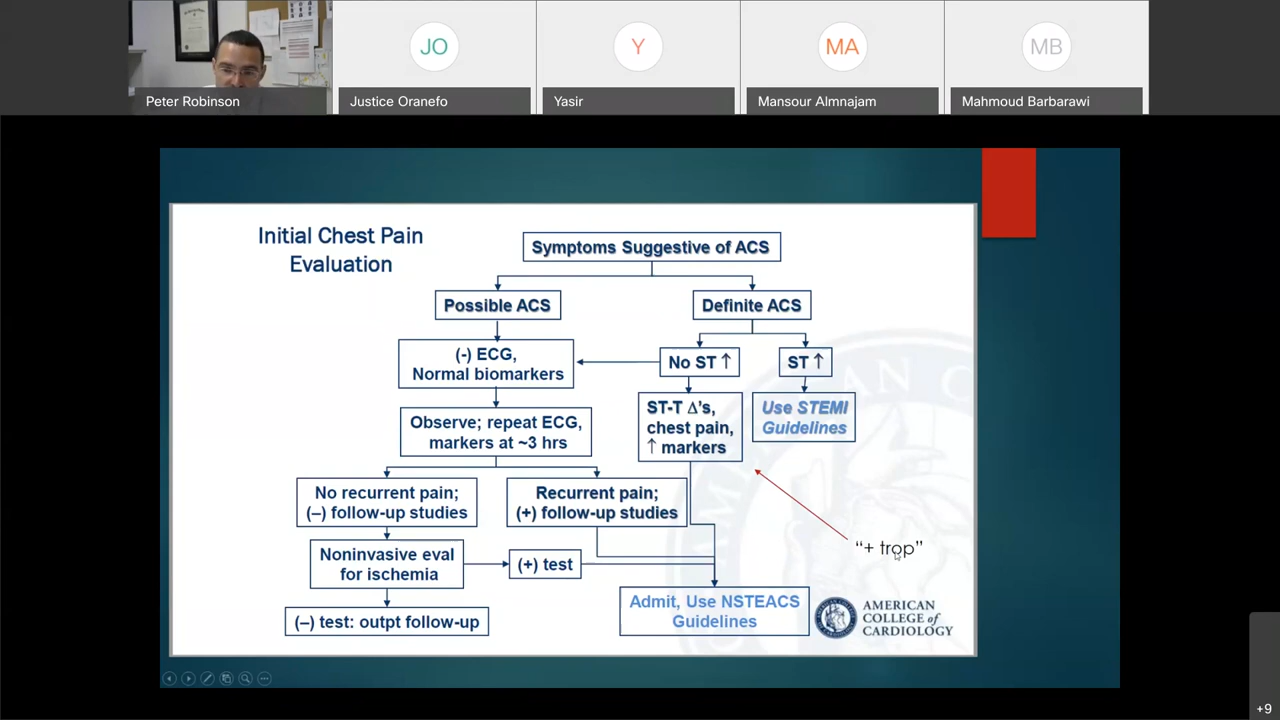 JO
Y
MA
MB
Peter Robinson
Justice Oranefo
Yasir
Mansour Almnajam
Mahmoud Barbarawi
Initial Chest Pain
Evaluation
Symptoms Suggestive of ACS
Possible ACS
Definite ACS
(-) ECG,
Normal biomarkers
No ST ↑
ST ↑
Observe; repeat ECG,
markers at ~3 hrs
ST-T Δ's,
chest pain,
↑ markers
Use STEMI
Guidelines
No recurrent pain;
(–) follow-up studies
Recurrent pain;
(+) follow-up studies
"+ trop"
Noninvasive eval
for ischemia
(+) test
(–) test: outpt follow-up
Admit, Use NSTEACS
Guidelines
AMERICAN
COLLEGE of
CARDIOLOGY
+9